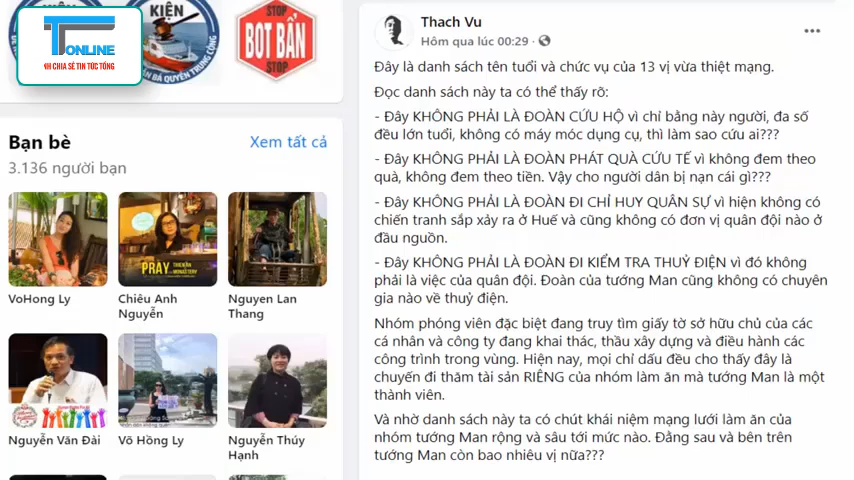 KIỆN
KIỆN
STOP
BOT BẨN
STOP
T ONLINE
9H CHIA SẺ TIN TỨC TỔNG
Bạn bè
Xem tất cả
3.136 người bạn
VoHong Ly
Chiêu Anh
Nguyễn
Nguyen Lan
Thang
PRAY
Nguyễn Văn Đài
Võ Hồng Ly
Nguyễn Thúy
Hạnh
Thach Vu
Hôm qua lúc 00:29 ·
Đây là danh sách tên tuổi và chức vụ của 13 vị vừa thiệt mạng.
Đọc danh sách này ta có thể thấy rõ:
- Đây KHÔNG PHẢI LÀ ĐOÀN CỨU HỘ vì chỉ bằng này người, đa số
đều lớn tuổi, không có máy móc dụng cụ, thì làm sao cứu ai???
- Đây KHÔNG PHẢI LÀ ĐOÀN PHÁT QUÀ CỨU TẾ vì không đem theo
quà, không đem theo tiền. Vậy cho người dân bị nạn cái gì???
- Đây KHÔNG PHẢI LÀ ĐOÀN ĐI CHỈ HUY QUÂN SỰ vì hiện không có
chiến tranh sắp xảy ra ở Huế và cũng không có đơn vị quân đội nào ở
đầu nguồn.
- Đây KHÔNG PHẢI LÀ ĐOÀN ĐI KIỂM TRA THUỶ ĐIỆN vì đó không
phải là việc của quân đội. Đoàn của tướng Man cũng không có chuyên
gia nào về thuỷ điện.
Nhóm phóng viên đặc biệt đang truy tìm giấy tờ sở hữu chủ của các
cá nhân và công ty đang khai thác, thầu xây dựng và điều hành các
công trình trong vùng. Hiện nay, mọi chỉ dấu đều cho thấy đây là
chuyến đi thăm tài sản RIÊNG của nhóm làm ăn mà tướng Man là một
thành viên.
Và nhờ danh sách này ta có chút khái niệm mạng lưới làm ăn của
nhóm tướng Man rộng và sâu tới mức nào. Đằng sau và bên trên
tướng Man còn bao nhiêu vị nữa???